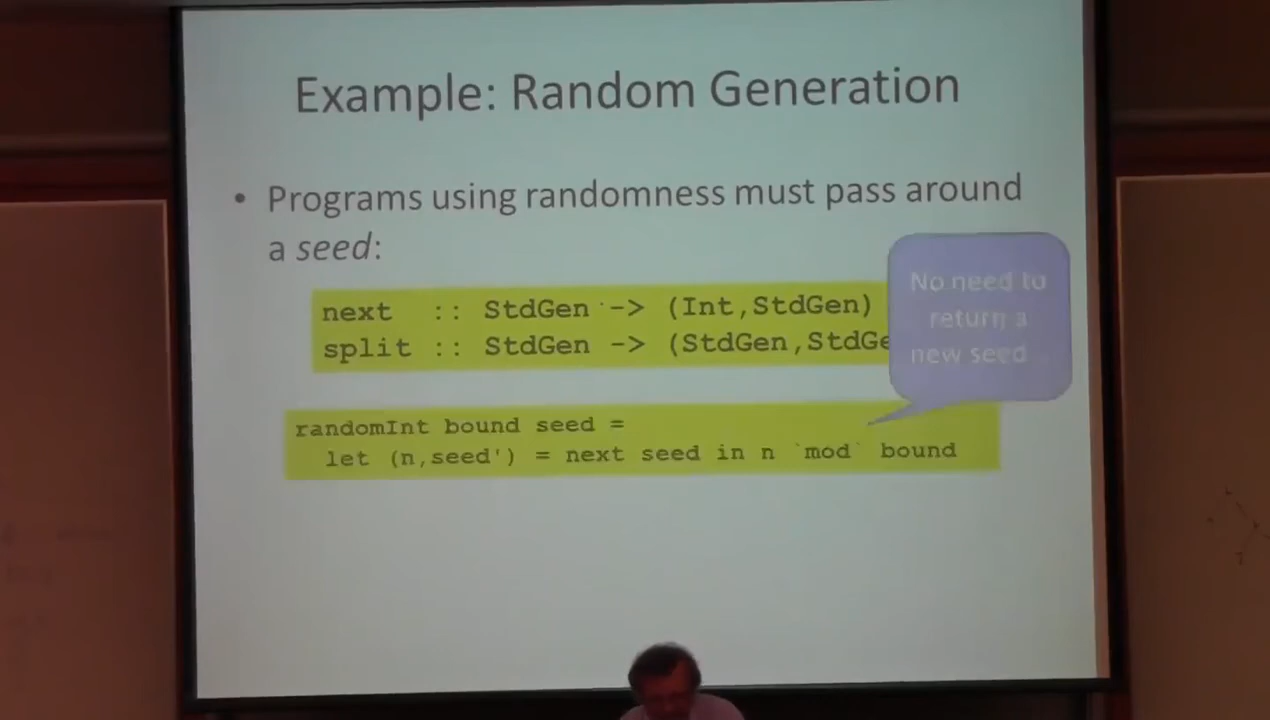 Example: Random Generation
• Programs using randomness must pass around
a seed:
next :: StdGen -> (Int,StdGen)
split :: StdGen -> (StdGen,StdGe
No need to
return a
new seed
randomInt bound seed =
let (n,seed') = next seed in n `mod` bound